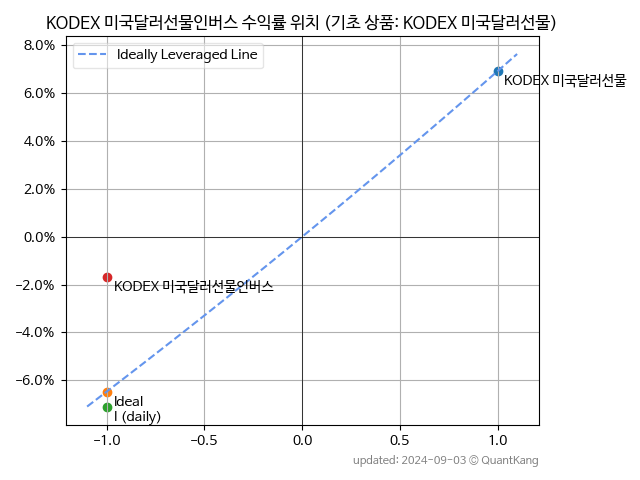 KODEX 미국달러선물인버스 수익률 위치 (기초 상품: KODEX 미국달러선물)
8.0%
Ideally Leveraged Line
KODEX 미국달러선물
6.0%
4.0%
2.0%
0.0%
-2.0%
KODEX 미국달러선물인버스
-4.0%
-6.0%
Ideal
I (daily)
-1.0 -0.5 0.0 0.5 1.0
updated: 2024-09-03 © QuantKang